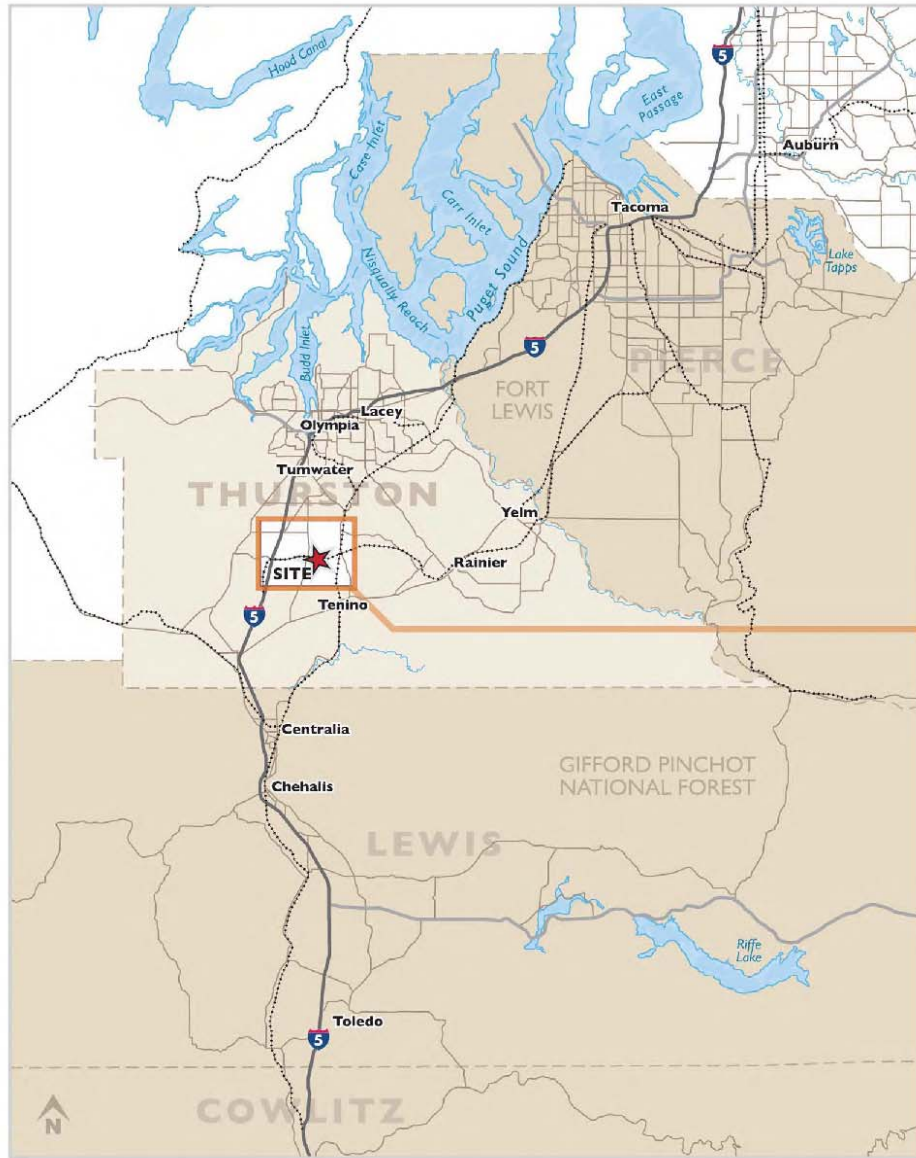 Hood Canal
5
East
Passage
Auburn
Case Inlet
Carr Inlet
Tacoma
Lake
Tapps
Nisqually Reach
Puget Sound
Budd Inlet
5
PIERCE
FORT
LEWIS
Lacey
Olympia
Tumwater
THURSTON
Yelm
SITE
Rainier
Tenino
5
Centralia
GIFFORD PINCHOT
NATIONAL FOREST
Chehalis
LEWIS
Riffe
Lake
Toledo
5
COWLITZ
N